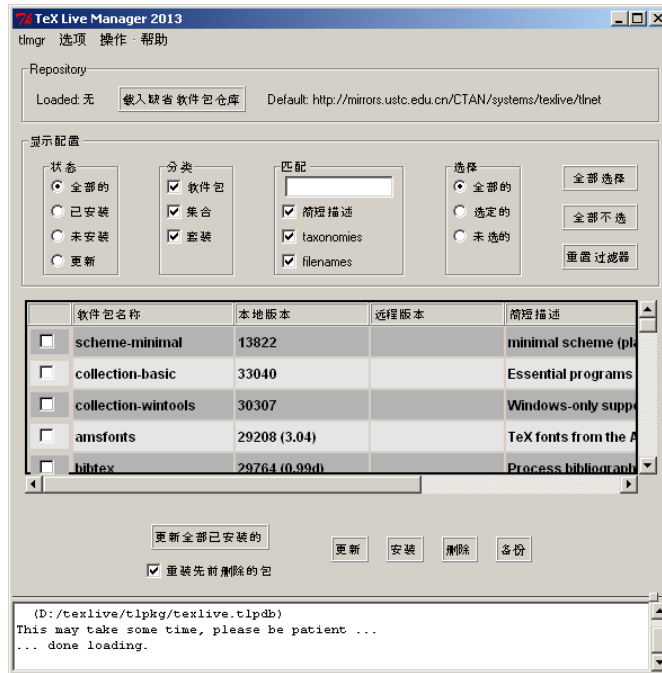 TeX Live Manager 2013
tlmgr 选项 操作 帮助
Repository
Loaded: 无 载入缺省软件包仓库 Default: http://mirrors.ustc.edu.cn/CTAN/systems/texlive/tlnet
显示配置
状态 分类 匹配 选择
全部的 软件包 全部的 全部选择
已安装 集合 简短描述 选定的 全部不选
未安装 套装 taxonomies 未选的
更新 filenames 重置过滤器
软件包名称 本地版本 远程版本 简短描述
scheme-minimal 13822 minimal scheme (pla
collection-basic 33040 Essential programs
collection-wintools 30307 Windows-only suppo
amsfonts 29208 (3.04) TeX fonts from the A
bibtex 29764 (0.99d) Process bibliograph
更新全部已安装的 更新 安装 删除 备份
重装先前删除的包
(D:/texlive/tlpkg/texlive.tlpdb)
This may take some time, please be patient ...
... done loading.